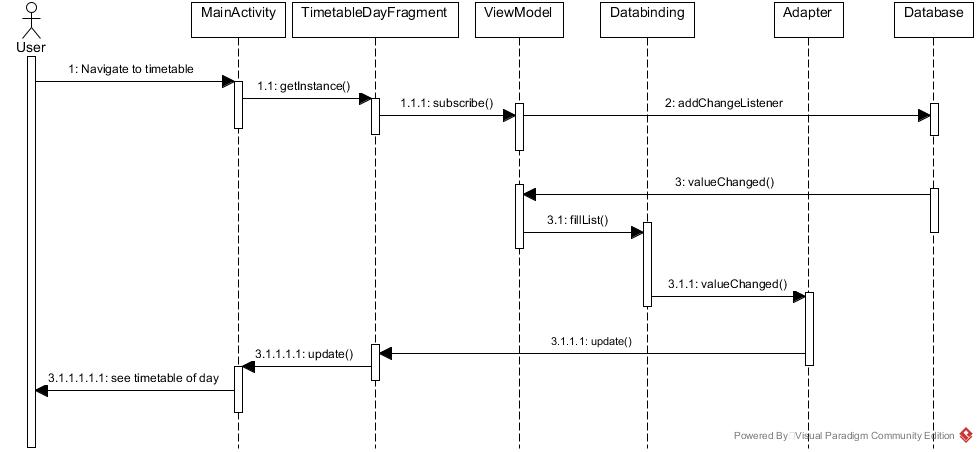 MainActivity
TimetableDayFragment
ViewModel
Databinding
Adapter
Database
User
1: Navigate to timetable
1.1: getInstance()
1.1.1: subscribe()
2: addChangeListener
3: valueChanged()
3.1: fillList()
3.1.1: valueChanged()
3.1.1.1: update()
3.1.1.1.1: update()
3.1.1.1.1.1: see timetable of day
Powered By Visual Paradigm Community Edition